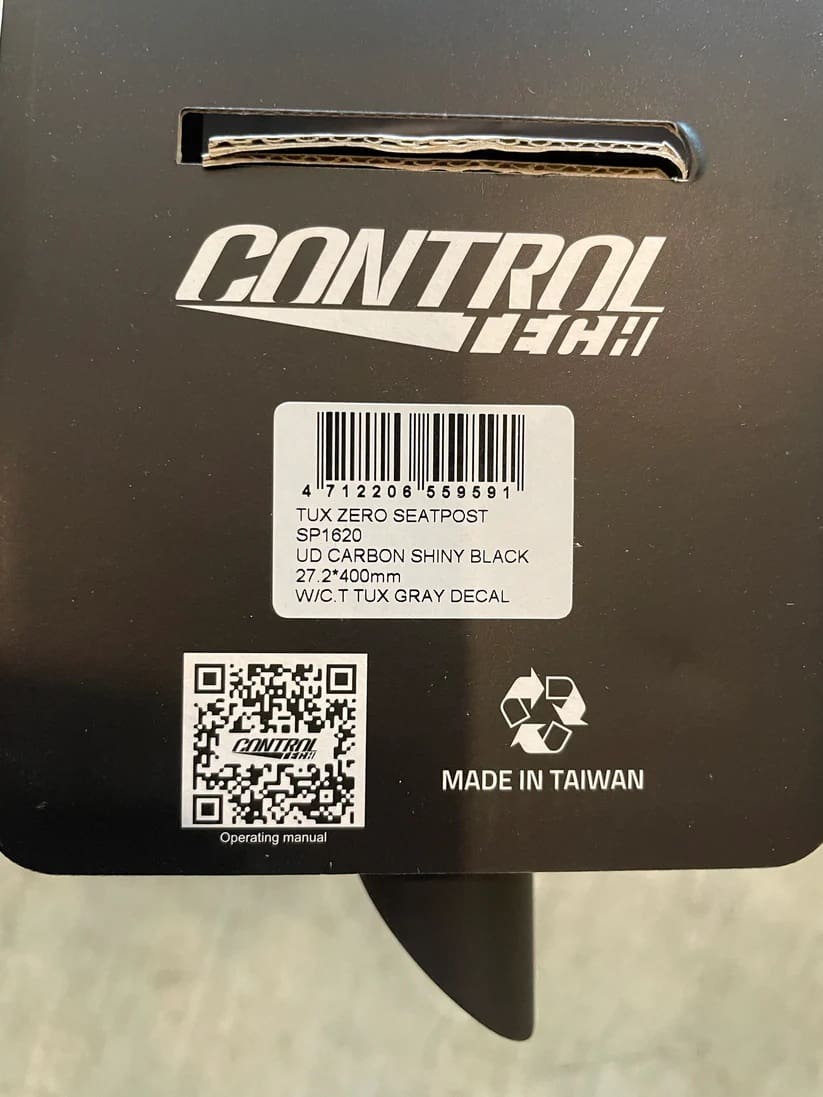 CONTROL
TECH
4 712206 559591
TUX ZERO SEATPOST
SP1620
UD CARBON SHINY BLACK
27.2*400mm
W/C.T TUX GRAY DECAL
CONTROL
TECH
MADE IN TAIWAN
Operating manual